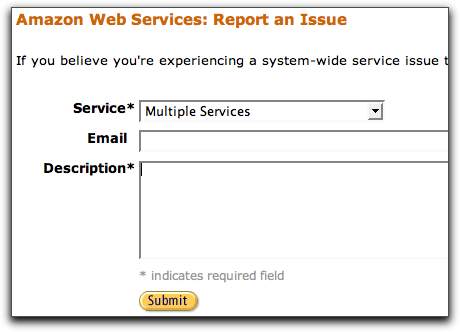 Amazon Web Services: Report an Issue
If you believe you're experiencing a system-wide service issue
Service* Multiple Services
Email
Description*
* indicates required field
Submit